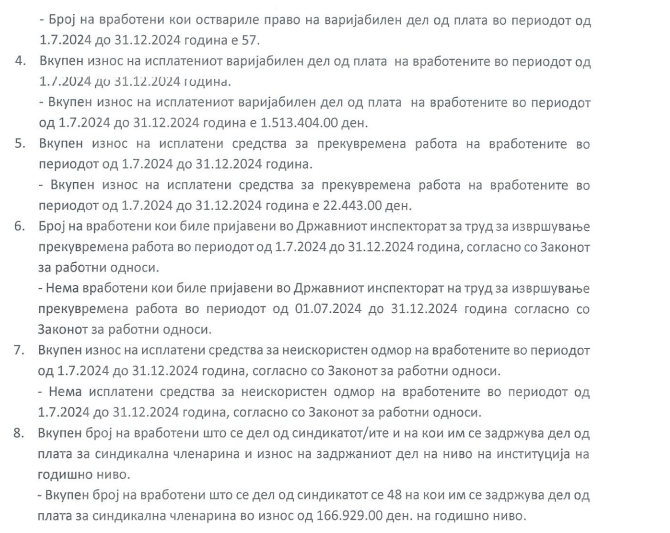 - Број на вработени кои оствариле право на варијабилен дел од плата во периодот од
1.7.2024 до 31.12.2024 година е 57.
4. Вкупен износ на исплатениот варијабилен дел од плата на вработените во периодот од
1.7.2024 до 31.12.2024 година.
- Вкупен износ на исплатениот варијабилен дел од плата на вработените во периодот
од 1.7.2024 до 31.12.2024 година е 1.513.404.00 ден.
5. Вкупен износ на исплатени средства за прекувремена работа на вработените во
периодот од 1.7.2024 до 31.12.2024 година.
- Вкупен износ на исплатени средства за прекувремена работа на вработените во
периодот од 1.7.2024 до 31.12.2024 година е 22.443.00 ден.
6. Број на вработени кои биле пријавени во Државниот инспекторат за труд за извршување
прекувремена работа во периодот од 1.7.2024 до 31.12.2024 година, согласно со Законот
за работни односи.
- Нема вработени кои биле пријавени во Државниот инспекторат на труд за извршување
прекувремена работа во периодот од 01.07.2024 до 31.12.2024 година согласно со
Законот за работни односи.
7. Вкупен износ на исплатени средства за неискористен одмор на вработените во периодот
од 1.7.2024 до 31.12.2024 година, согласно со Законот за работни односи.
- Нема исплатени средства за неискористен одмор на вработените во периодот од
1.7.2024 до 31.12.2024 година, согласно со Законот за работни односи.
8. Вкупен број на вработени што се дел од синдикатот/ите и на кои им се задржува дел од
плата за синдикална членарина и износ на задржаниот дел на ниво на институција на
годишно ниво.
- Вкупен број на вработени што се дел од синдикатот се 48 на кои им се задржува дел од
плата за синдикална членарина во износ од 166.929.00 ден. на годишно ниво.